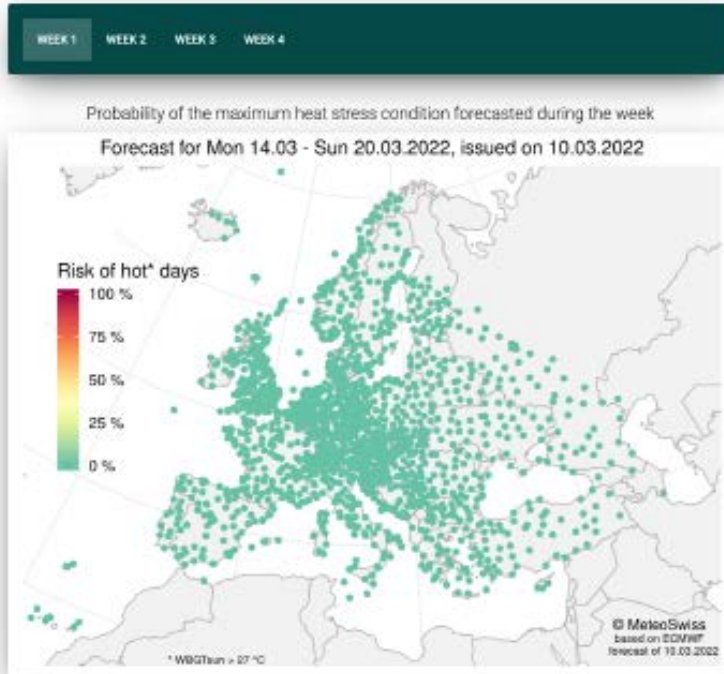 WEEK 1 WEEK 2 WEEK 3 WEEK 4
Probability of the maximum heat stress condition forecasted during the week
Forecast for Mon 14.03 - Sun 20.03.2022, issued on 10.03.2022
Risk of hot* days
100 %
75 %
50 %
25 %
0 %
© MeteoSwiss
based on ECMWF
forecast of 10.03.2022
* WBGTsun > 27 °C